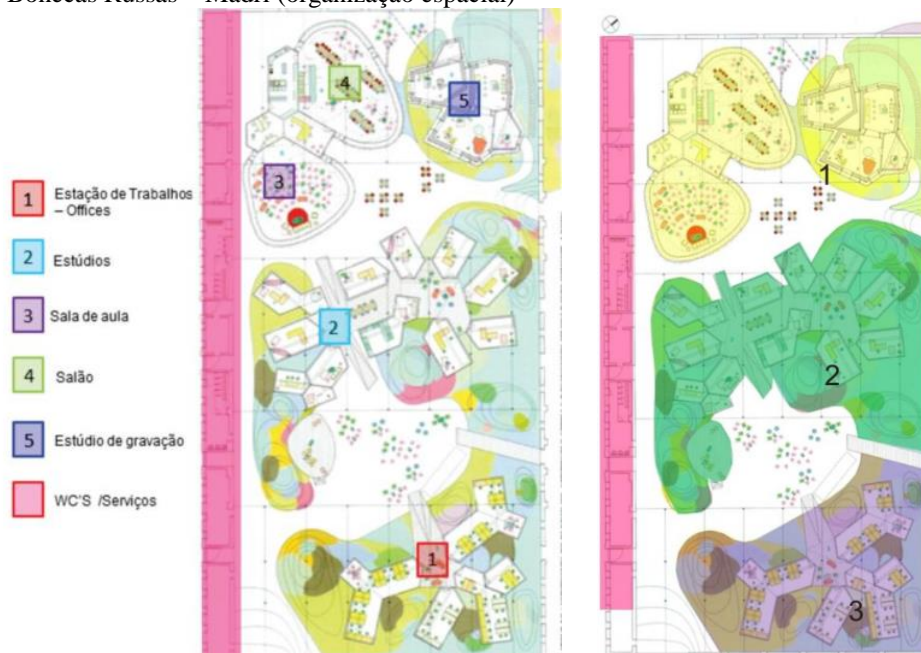 Bonecas Russas – Madri (organização espacial)
4
5
3
1
Estação de Trabalhos
– Offices
2
Estúdios
3
Sala de aula
4
Salão
5
Estúdio de gravação
WC'S /Serviços
2
1
1
2
3